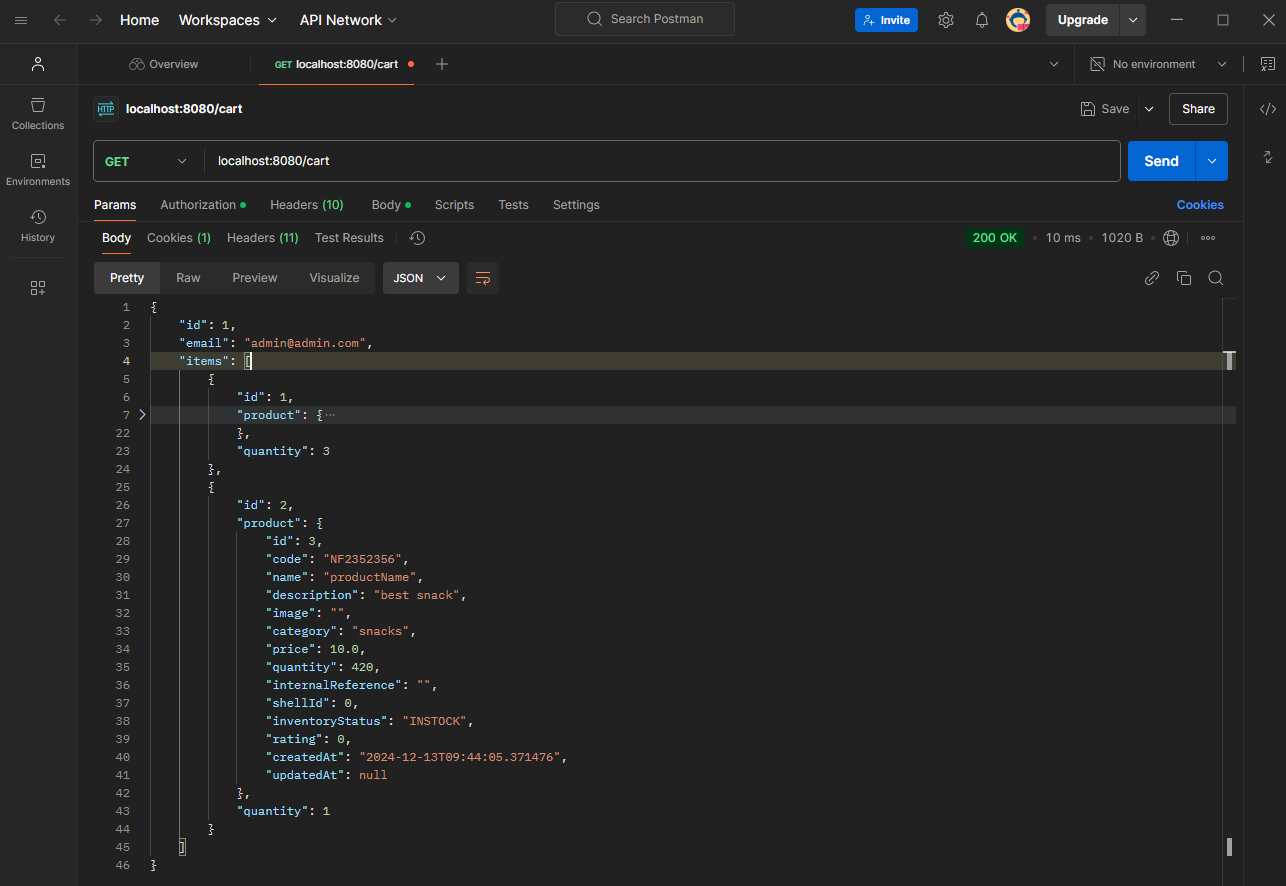 Home Workspaces API Network Search Postman Invite Upgrade
Overview GET localhost:8080/cart No environment
HTTP localhost:8080/cart Save Share
Collections
GET localhost:8080/cart Send
Environments
Params Authorization Headers (10) Body Scripts Tests Settings Cookies
History
Body Cookies (1) Headers (11) Test Results 200 OK 10 ms 1020 B
Pretty Raw Preview Visualize JSON
1 {
2 "id": 1,
3 "email": "admin@admin.com",
4 "items": [
5 {
6 "id": 1,
7 "product": {···
22 },
23 "quantity": 3
24 },
25 {
26 "id": 2,
27 "product": {
28 "id": 3,
29 "code": "NF2352356",
30 "name": "productName",
31 "description": "best snack",
32 "image": "",
33 "category": "snacks",
34 "price": 10.0,
35 "quantity": 420,
36 "internalReference": "",
37 "shellId": 0,
38 "inventoryStatus": "INSTOCK",
39 "rating": 0,
40 "createdAt": "2024-12-13T09:44:05.371476",
41 "updatedAt": null
42 },
43 "quantity": 1
44 }
45 ]
46 }